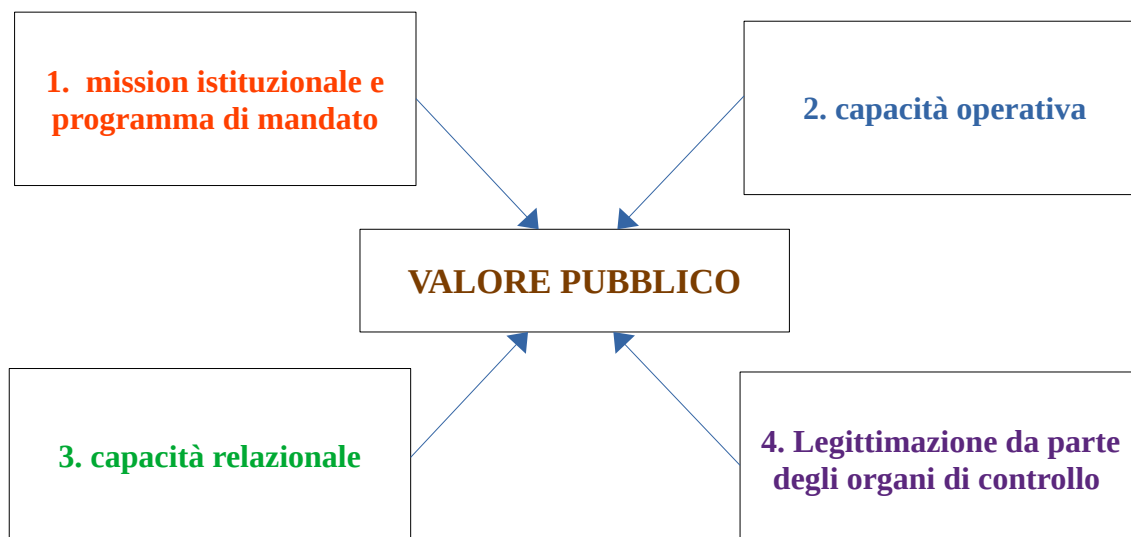 1. mission istituzionale e
programma di mandato
2. capacità operativa
VALORE PUBBLICO
3. capacità relazionale
4. Legittimazione da parte
degli organi di controllo